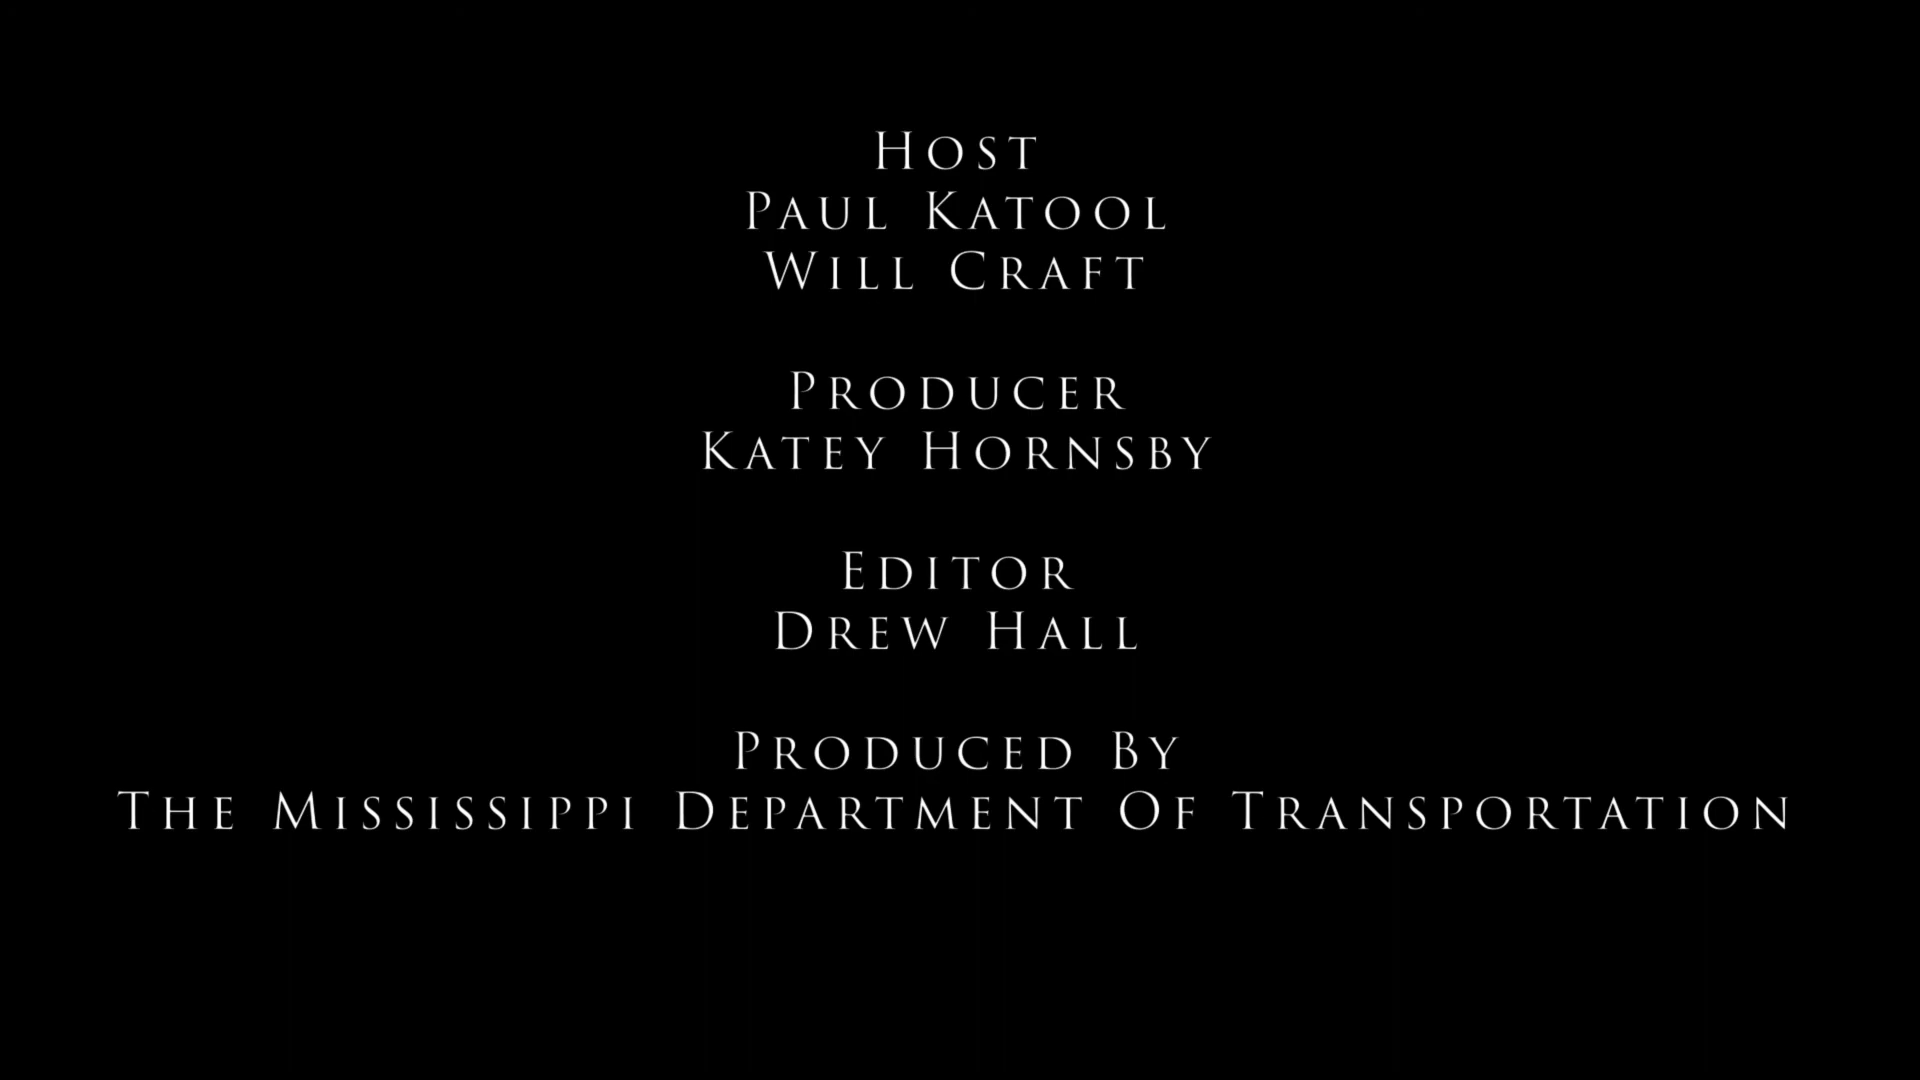 Host
Paul Katool
Will Craft
Producer
Katey Hornsby
Editor
Drew Hall
Produced By
The Mississippi Department Of Transportation